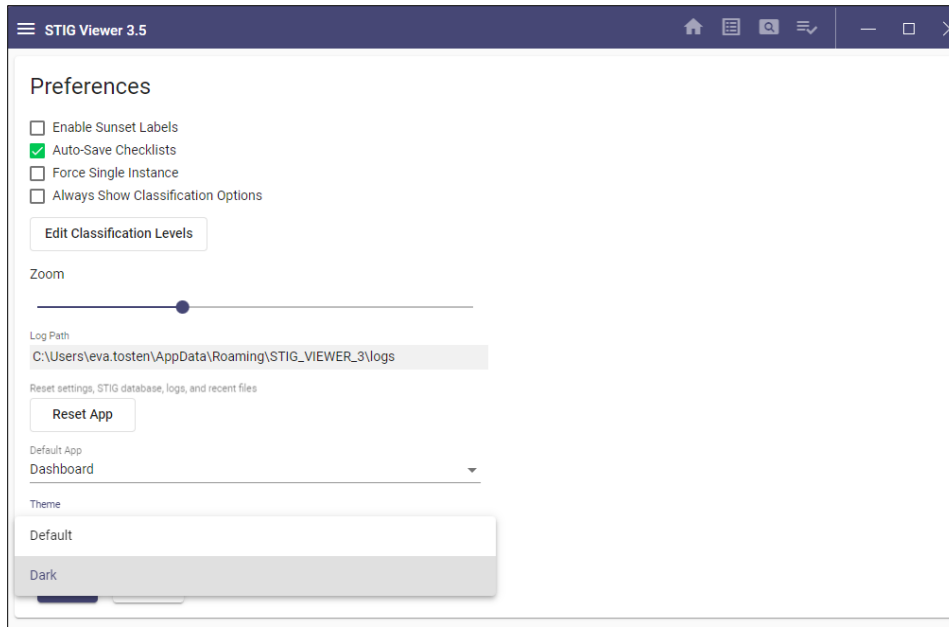 STIG Viewer 3.5
Preferences
Enable Sunset Labels
Auto-Save Checklists
Force Single Instance
Always Show Classification Options
Edit Classification Levels
Zoom
Log Path
C:\Users\eva.tosten\AppData\Roaming\STIG_VIEWER_3\logs
Reset settings, STIG database, logs, and recent files
Reset App
Default App
Dashboard
Theme
Default
Dark